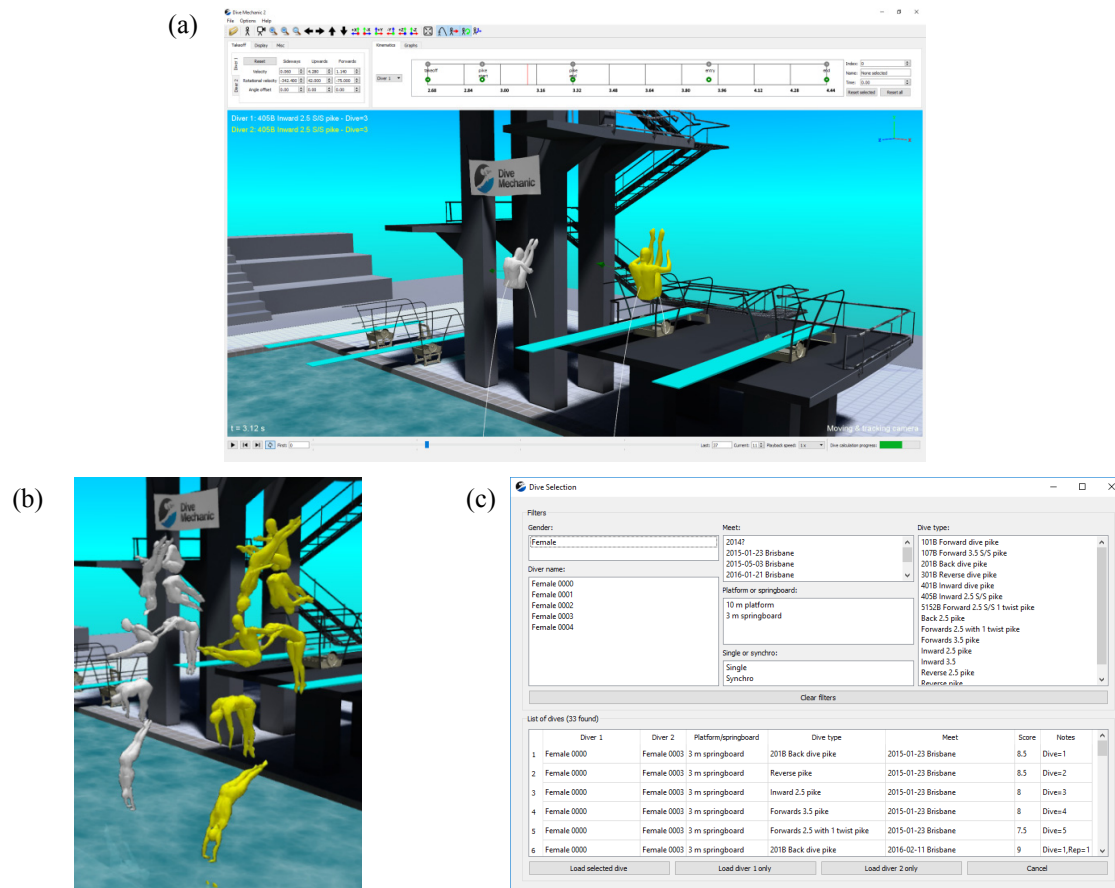 (a)
Dive Mechanic 2
File Options Help
Takeoff Display Misc
Kinematics Graphs
Diver 1
Diver 2
Reset Sideways Upwards Forwards
Velocity 0.060 4.280 1.140
Rotational velocity -342.400 42.000 -75.000
Angle offset 0.00 0.00 0.00
Diver 1
takeoff pike pike entry end
2.88 2.84 3.00 3.16 3.32 3.48 3.64 3.80 3.96 4.12 4.28 4.44
Index: 0
Name: None selected
Time: 0.00
Reset selected Reset all
Diver 1: 405B Inward 2.5 S/S pike - Dive=3
Diver 2: 405B Inward 2.5 S/S pike - Dive=3
Dive
Mechanic
t = 3.12 s
Moving & tracking camera
First: 0
Last: 37 Current: 11 Playback speed: 1 x Dive calculation progress:
(b)
Dive
Mechanic
(c)
Dive Selection
Filters
Gender:
Female
Diver name:
Female 0000
Female 0001
Female 0002
Female 0003
Female 0004
Meet:
2014?
2015-01-23 Brisbane
2015-05-03 Brisbane
2016-01-21 Brisbane
Platform or springboard:
10 m platform
3 m springboard
Single or synchro:
Single
Synchro
Dive type:
101B Forward dive pike
107B Forward 3.5 S/S pike
201B Back dive pike
301B Reverse dive pike
401B Inward dive pike
405B Inward 2.5 S/S pike
5152B Forward 2.5 S/S 1 twist pike
Back 2.5 pike
Forwards 2.5 with 1 twist pike
Forwards 3.5 pike
Inward 2.5 pike
Inward 3.5
Reverse 2.5 pike
Reverse pike
Clear filters
List of dives (33 found)
Diver 1 Diver 2 Platform/springboard Dive type Meet Score Notes
1 Female 0000 Female 0003 3 m springboard 201B Back dive pike 2015-01-23 Brisbane 8.5 Dive=1
2 Female 0000 Female 0003 3 m springboard Reverse pike 2015-01-23 Brisbane 8.5 Dive=2
3 Female 0000 Female 0003 3 m springboard Inward 2.5 pike 2015-01-23 Brisbane 8 Dive=3
4 Female 0000 Female 0003 3 m springboard Forwards 3.5 pike 2015-01-23 Brisbane 8 Dive=4
5 Female 0000 Female 0003 3 m springboard Forwards 2.5 with 1 twist pike 2015-01-23 Brisbane 7.5 Dive=5
6 Female 0000 Female 0003 3 m springboard 201B Back dive pike 2016-02-11 Brisbane 9 Dive=1,Rep=1
Load selected dive Load diver 1 only Load diver 2 only Cancel